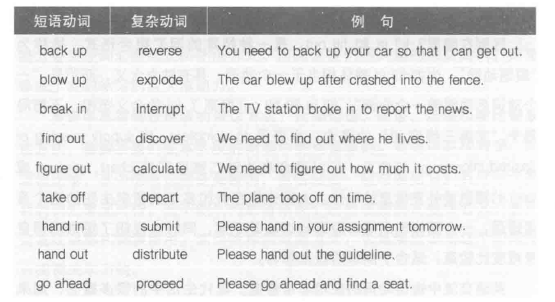 短语动词 复杂动词 例 句
back up reverse You need to back up your car so that I can get out.
blow up explode The car blew up after crashed into the fence.
break in interrupt The TV station broke in to report the news.
find out discover We need to find out where he lives.
figure out calculate We need to figure out how much it costs.
take off depart The plane took off on time.
hand in submit Please hand in your assignment tomorrow.
hand out distribute Please hand out the guideline.
go ahead proceed Please go ahead and find a seat.